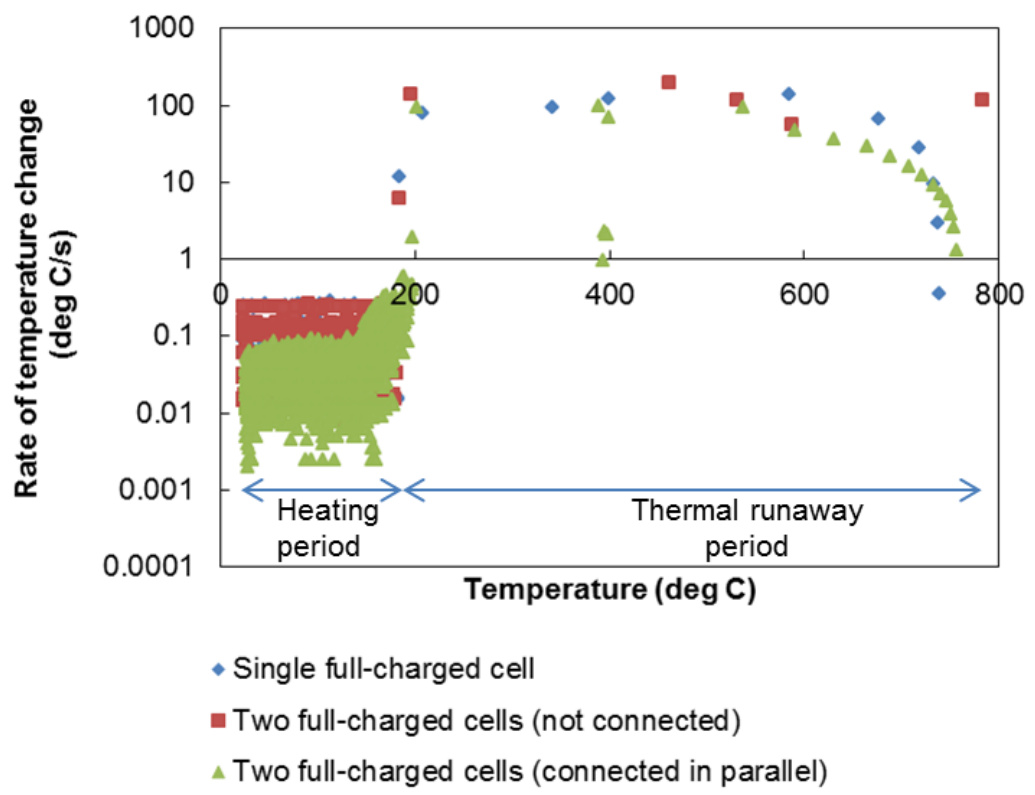 Rate of temperature change
(deg C/s)
1000
100
10
1
0.1
0.01
0.001
0.0001
0
200
400
600
800
Heating
period
Thermal runaway
period
Temperature (deg C)
Single full-charged cell
Two full-charged cells (not connected)
Two full-charged cells (connected in parallel)